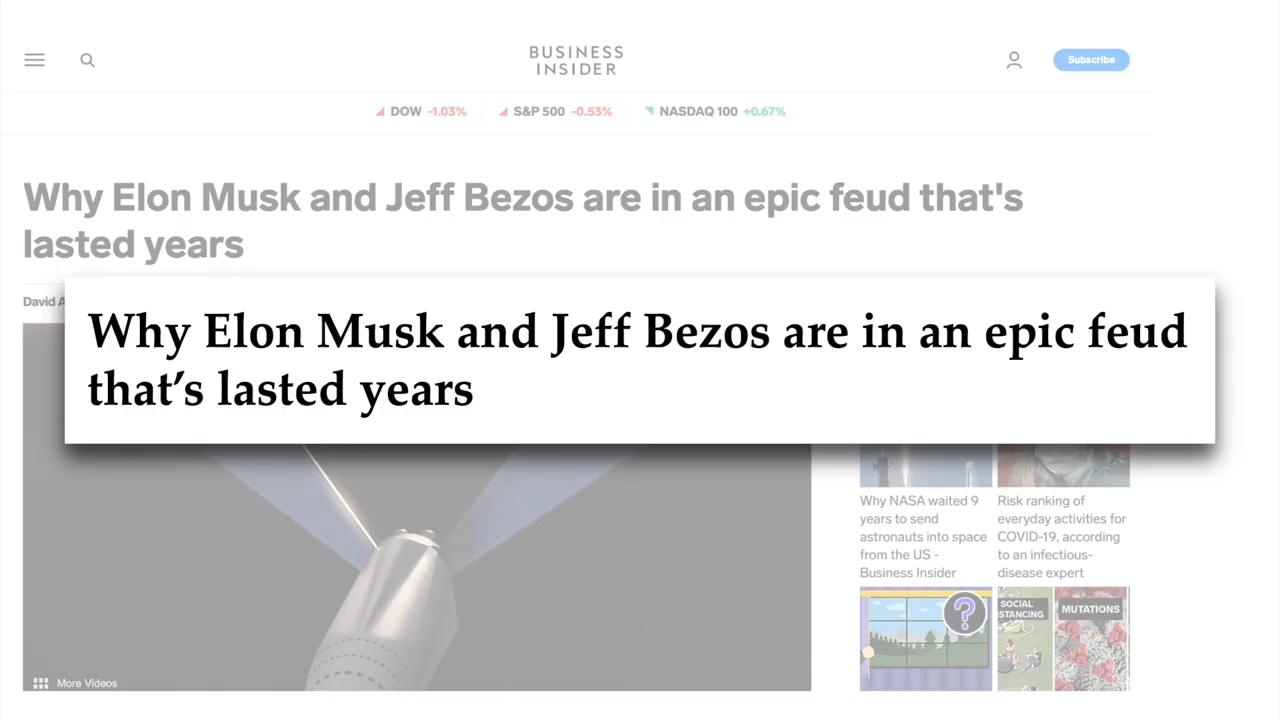 BUSINESS
INSIDER
Subscribe
DOW -1.03%
S&P 500 -0.53%
NASDAQ 100 +0.67%
Why Elon Musk and Jeff Bezos are in an epic feud that's
lasted years
David A
Why Elon Musk and Jeff Bezos are in an epic feud
that’s lasted years
Why NASA waited 9
years to send
astronauts into space
from the US -
Business Insider
Risk ranking of
everyday activities for
COVID-19, according
to an infectious-
disease expert
?
SOCIAL
STANCING
MUTATIONS
More Videos